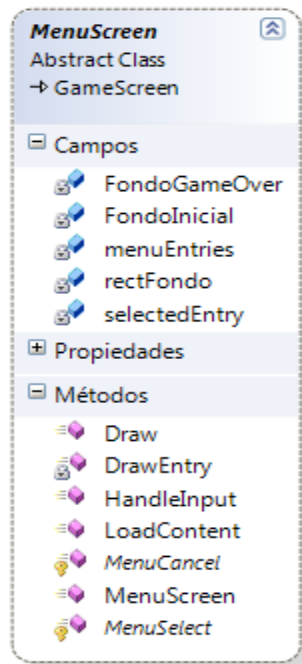 MenuScreen
Abstract Class
GameScreen
Campos
FondoGameOver
FondoInicial
menuEntries
rectFondo
selectedEntry
Propiedades
Métodos
Draw
DrawEntry
HandleInput
LoadContent
MenuCancel
MenuScreen
MenuSelect